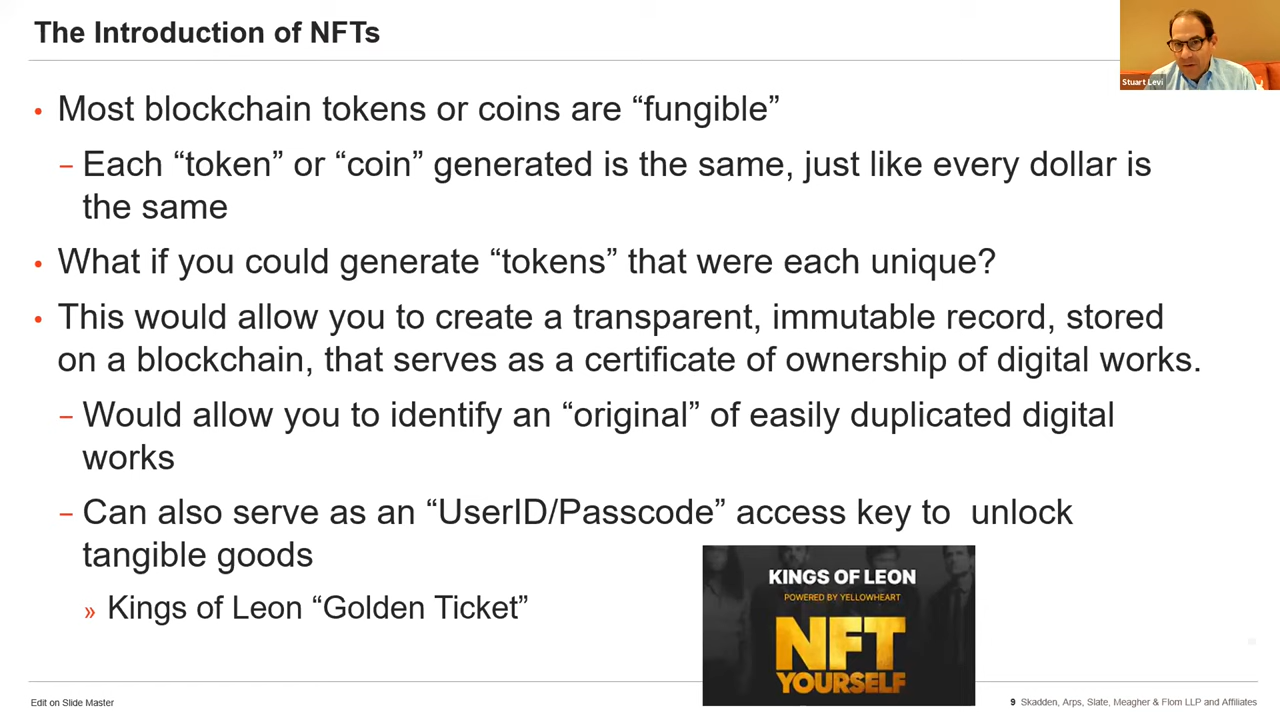 The Introduction of NFTs
Stuart Levi
• Most blockchain tokens or coins are “fungible”
– Each “token” or “coin” generated is the same, just like every dollar is
the same
• What if you could generate “tokens” that were each unique?
• This would allow you to create a transparent, immutable record, stored
on a blockchain, that serves as a certificate of ownership of digital works.
– Would allow you to identify an “original” of easily duplicated digital
works
– Can also serve as an “UserID/Passcode” access key to  unlock
tangible goods
» Kings of Leon “Golden Ticket”
KINGS OF LEON
POWERED BY YELLOWHEART
NFT
YOURSELF
Edit on Slide Master
9 Skadden, Arps, Slate, Meagher & Flom LLP and Affiliates